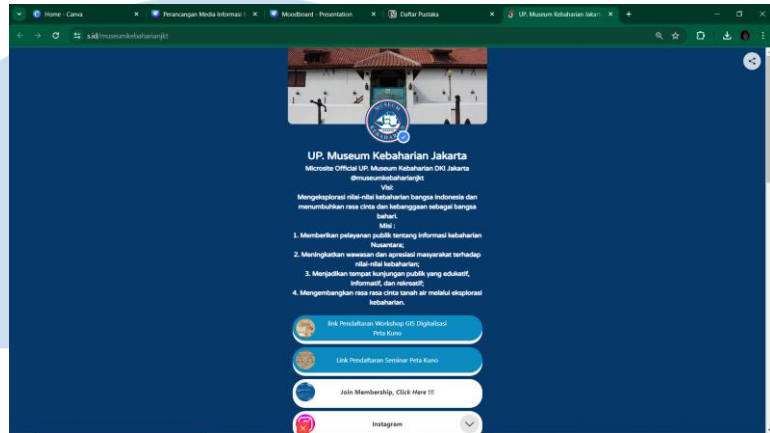 Home - Canva
Perancangan Media Informasi
Moodboard - Presentation
Daftar Pustaka
UP. Museum Kebaharian Jakart
s.id/museumkebaharianjkt
MUSEUM
KEBAHARIAN
UP. Museum Kebaharian Jakarta
Microsite Official UP. Museum Kebaharian DKI Jakarta
@museumkebaharianjkt
Visi:
Mengeksplorasi nilai-nilai kebaharian bangsa Indonesia dan
menumbuhkan rasa cinta dan kebanggaan sebagai bangsa
bahari.
Misi :
1. Memberikan pelayanan publik tentang informasi kebaharian
Nusantara;
2. Meningkatkan wawasan dan apresiasi masyarakat terhadap
nilai-nilai kebaharian;
3. Menjadikan tempat kunjungan publik yang edukatif,
informatif, dan rekreatif;
4. Mengembangkan rasa rasa cinta tanah air melalui eksplorasi
kebaharian.
link Pendaftaran Workshop GIS Digitalisasi
Peta Kuno
Link Pendaftaran Seminar Peta Kuno
Join Membership, Click Here !!!
Instagram